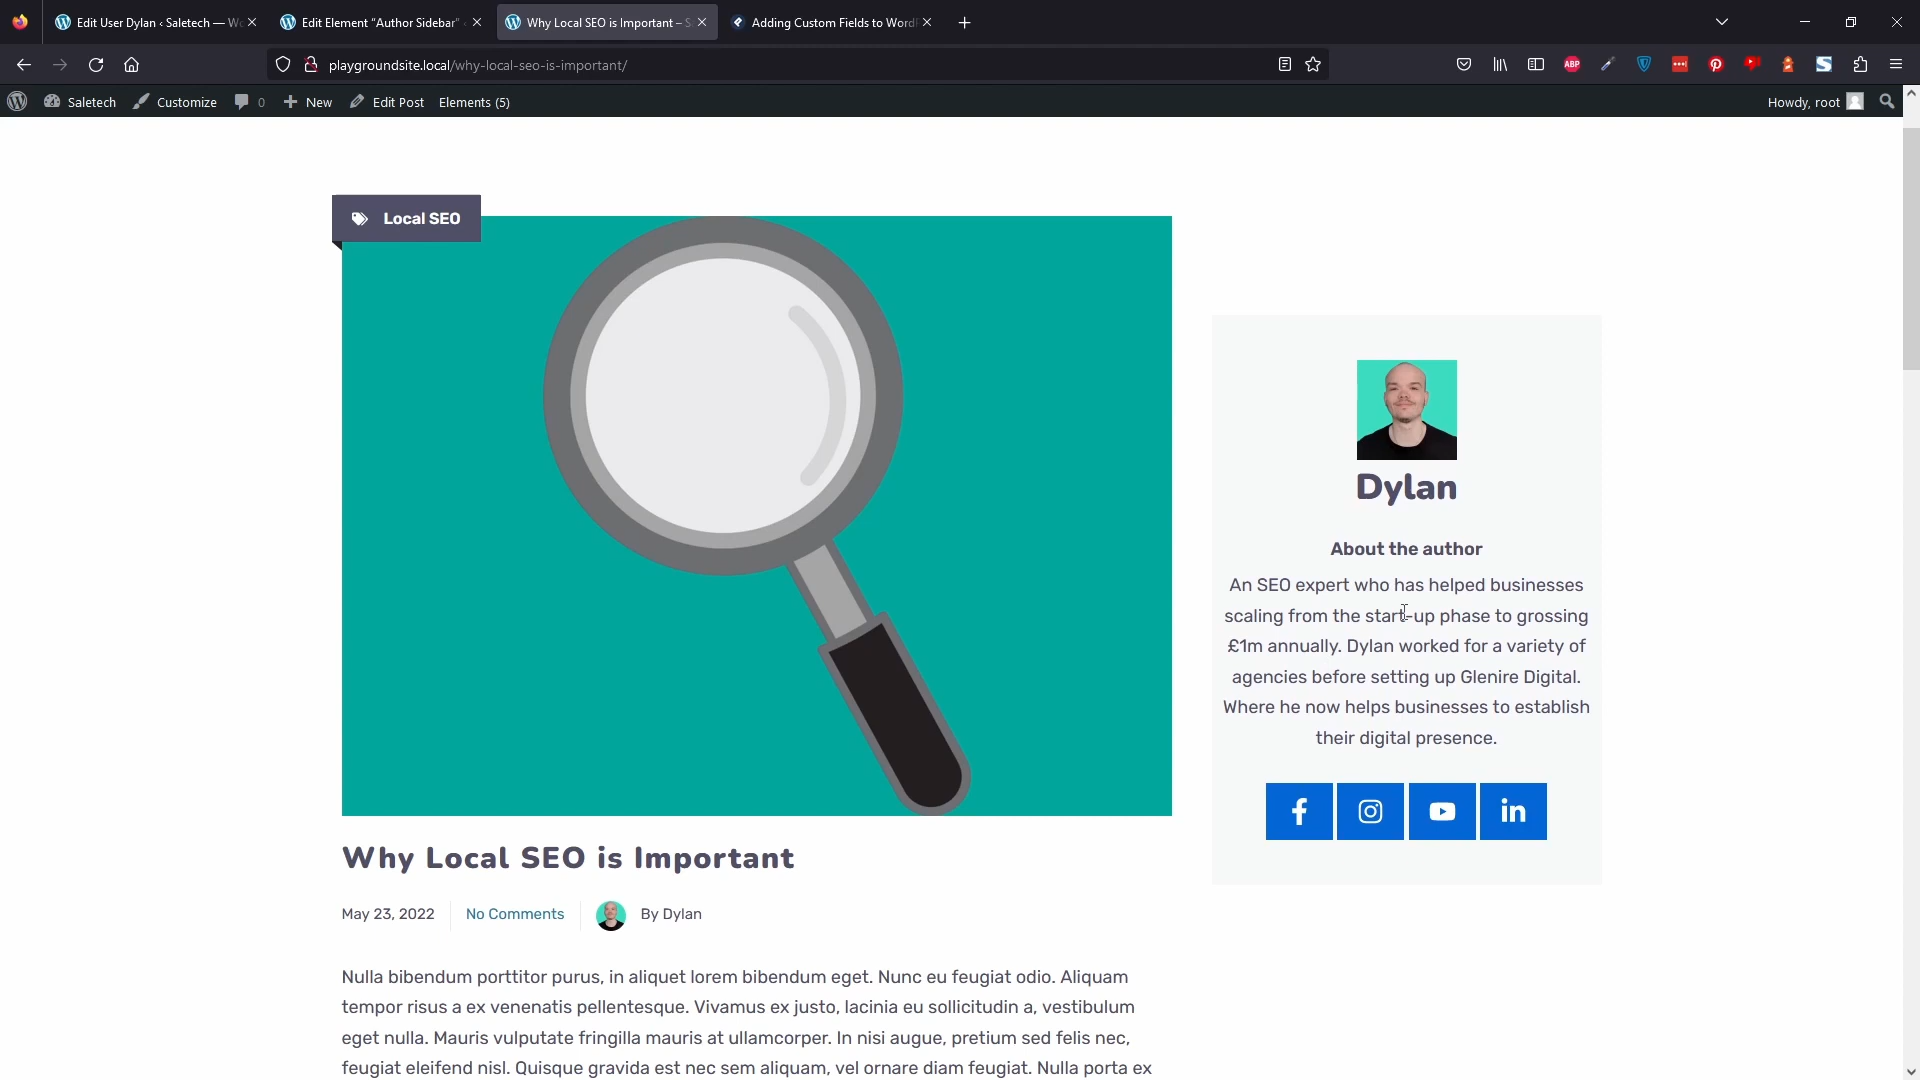 Edit User Dylan ‹ Saletech — Wo
Edit Element “Author Sidebar” ‹
Why Local SEO is Important – S
Adding Custom Fields to WordP
playgroundsite.local/why-local-seo-is-important/
ABP
Saletech
Customize
0
New
Edit Post
Elements (5)
Howdy, root
Local SEO
Dylan
About the author
An SEO expert who has helped businesses
scaling from the start-up phase to grossing
£1m annually. Dylan worked for a variety of
agencies before setting up Glenire Digital.
Where he now helps businesses to establish
their digital presence.
Why Local SEO is Important
May 23, 2022
No Comments
By Dylan
Nulla bibendum porttitor purus, in aliquet lorem bibendum eget. Nunc eu feugiat odio. Aliquam
tempor risus a ex venenatis pellentesque. Vivamus ex justo, lacinia eu sollicitudin a, vestibulum
eget nulla. Mauris vulputate fringilla mauris at ullamcorper. In nisi augue, pretium sed felis nec,
feugiat eleifend nisl. Quisque gravida est nec sem aliquam, vel ornare diam feugiat. Nulla porta ex